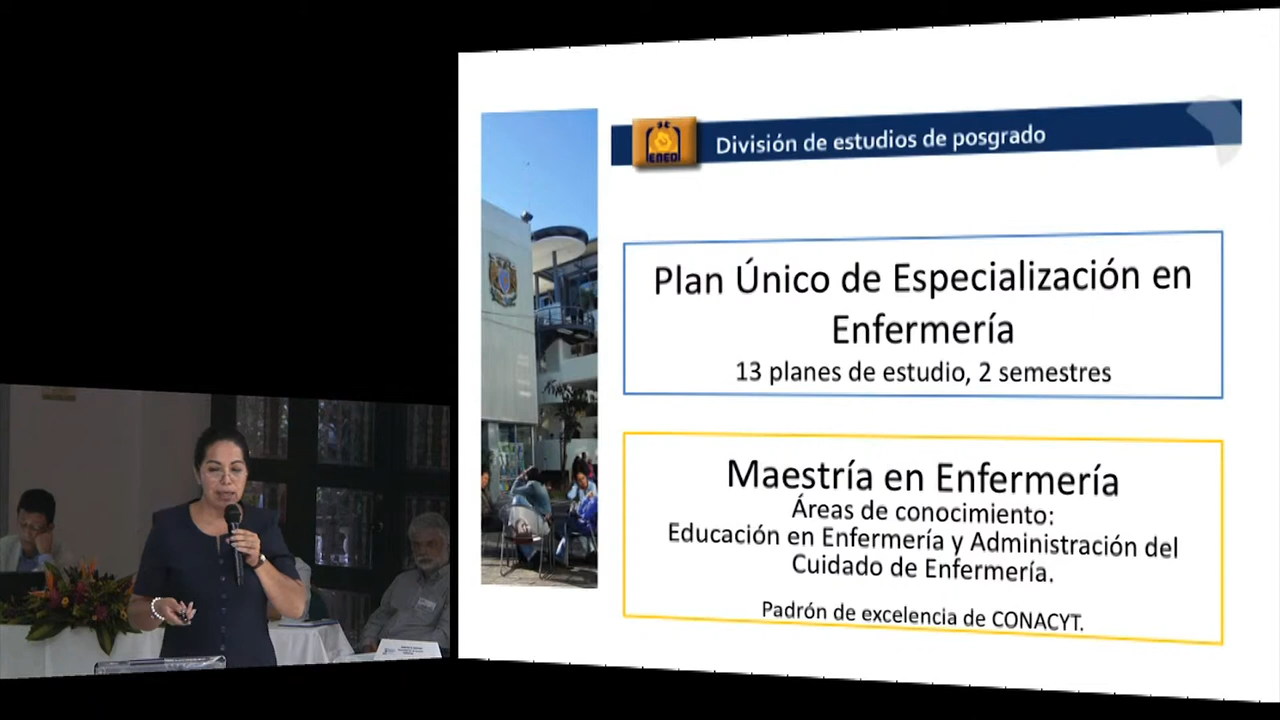 ENEO
División de estudios de posgrado
Plan Único de Especialización en
Enfermería
13 planes de estudio, 2 semestres
Maestría en Enfermería
Áreas de conocimiento:
Educación en Enfermería y Administración del
Cuidado de Enfermería.
Padrón de excelencia de CONACYT.